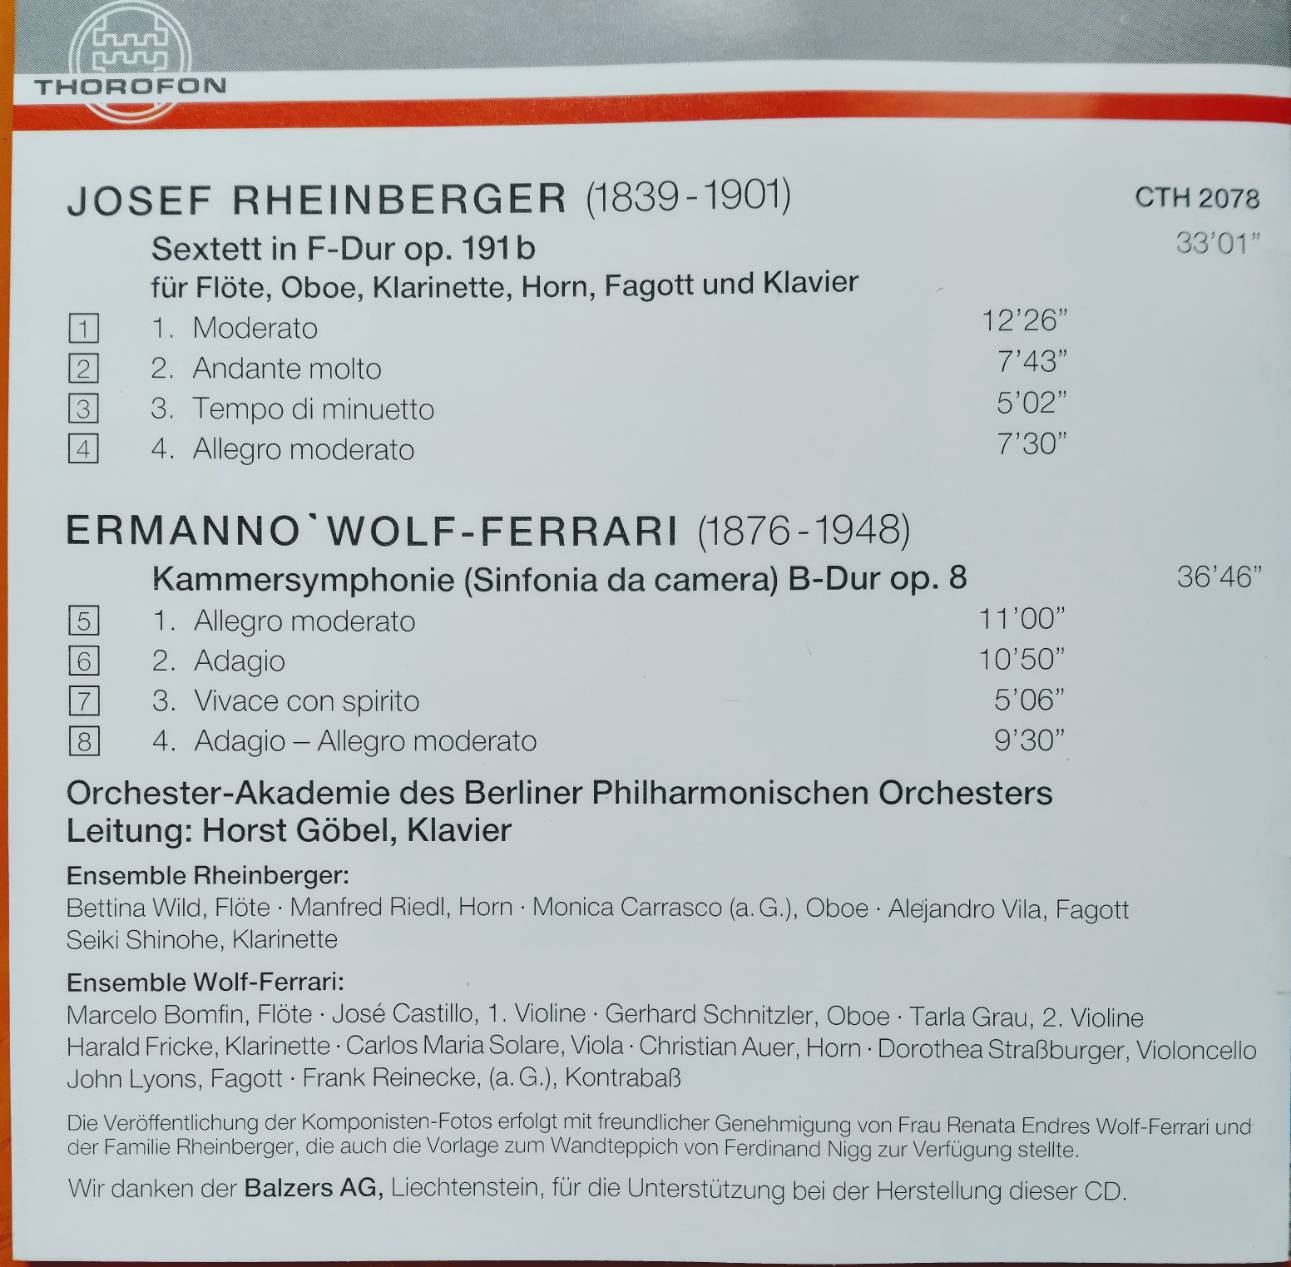 THOROFON
JOSEF RHEINBERGER (1839-1901) CTH 2078
Sextett in F-Dur op. 191b 33'01"
für Flöte, Oboe, Klarinette, Horn, Fagott und Klavier
1 1. Moderato 12'26"
2 2. Andante molto 7'43"
3 3. Tempo di minuetto 5'02"
4 4. Allegro moderato 7'30"
ERMANNO`WOLF-FERRARI (1876-1948)
Kammersymphonie (Sinfonia da camera) B-Dur op. 8 36'46"
5 1. Allegro moderato 11'00"
6 2. Adagio 10'50"
7 3. Vivace con spirito 5'06"
8 4. Adagio – Allegro moderato 9'30"
Orchester-Akademie des Berliner Philharmonischen Orchesters
Leitung: Horst Göbel, Klavier
Ensemble Rheinberger:
Bettina Wild, Flöte · Manfred Riedl, Horn · Monica Carrasco (a. G.), Oboe · Alejandro Vila, Fagott
Seiki Shinohe, Klarinette
Ensemble Wolf-Ferrari:
Marcelo Bomfin, Flöte · José Castillo, 1. Violine · Gerhard Schnitzler, Oboe · Tarla Grau, 2. Violine
Harald Fricke, Klarinette · Carlos Maria Solare, Viola · Christian Auer, Horn · Dorothea Straßburger, Violoncello
John Lyons, Fagott · Frank Reinecke, (a. G.), Kontrabaß
Die Veröffentlichung der Komponisten-Fotos erfolgt mit freundlicher Genehmigung von Frau Renata Endres Wolf-Ferrari und
der Familie Rheinberger, die auch die Vorlage zum Wandteppich von Ferdinand Nigg zur Verfügung stellte.
Wir danken der Balzers AG, Liechtenstein, für die Unterstützung bei der Herstellung dieser CD.